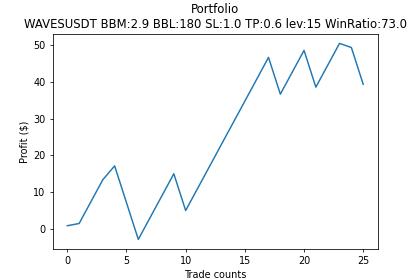 Portfolio
WAVESUSDT BBM:2.9 BBL:180 SL:1.0 TP:0.6 lev:15 WinRatio:73.0
Profit ($)
50
40
30
20
10
0
0 5 10 15 20 25
Trade counts